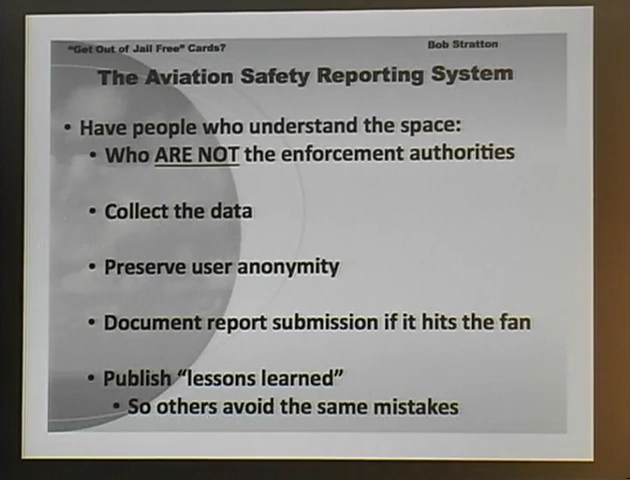 "Get Out of Jail Free" Cards?
Bob Stratton
The Aviation Safety Reporting System
• Have people who understand the space:
• Who ARE NOT the enforcement authorities
• Collect the data
• Preserve user anonymity
• Document report submission if it hits the fan
• Publish "lessons learned"
• So others avoid the same mistakes